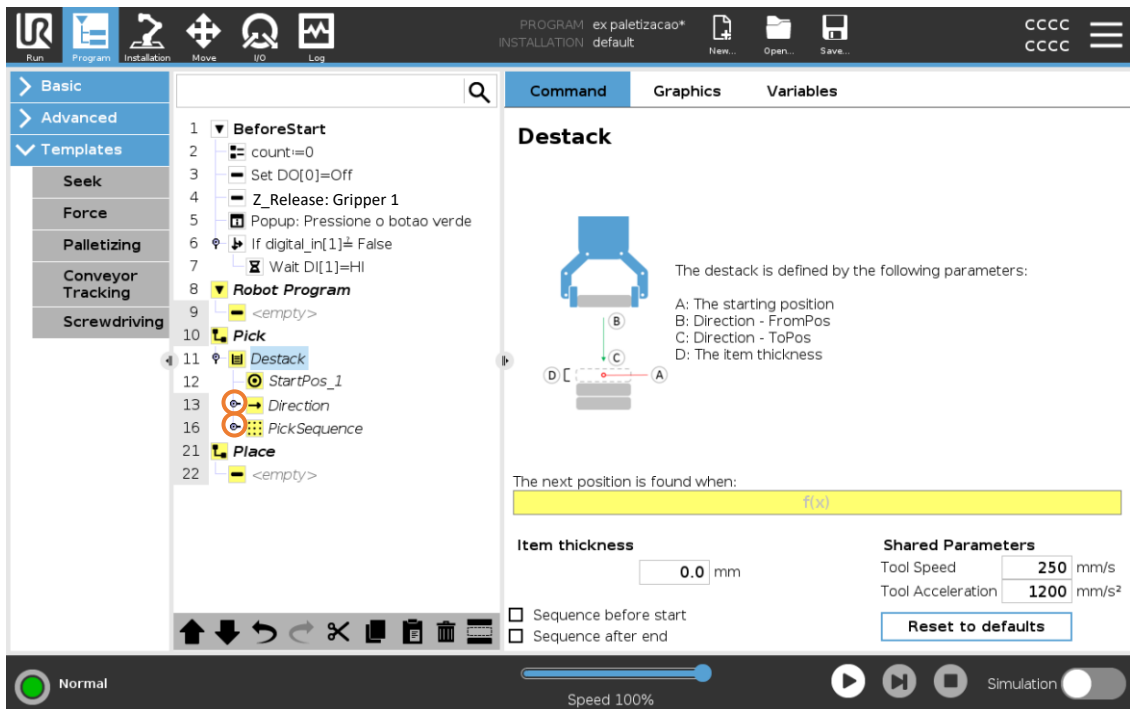 PROGRAM ex paletizacao*
INSTALLATION default
CCCC
CCCC
Run Program Installation Move I/O Log New... Open... Save...
Basic
Advanced
Templates
Seek
Force
Palletizing
Conveyor
Tracking
Screwdriving
1 BeforeStart
2 count≔0
3 Set DO[0]=Off
4 Z_Release: Gripper 1
5 Popup: Pressione o botao verde
6 If digital_in[1]≟ False
7 Wait DI[1]=HI
8 Robot Program
9 <empty>
10 Pick
11 Destack
12 StartPos_1
13 Direction
16 PickSequence
21 Place
22 <empty>
Command Graphics Variables
Destack
The destack is defined by the following parameters:
A: The starting position
B: Direction - FromPos
C: Direction - ToPos
D: The item thickness
B
C
D
A
The next position is found when:
f(x)
Item thickness
0.0 mm
Sequence before start
Sequence after end
Shared Parameters
Tool Speed 250 mm/s
Tool Acceleration 1200 mm/s²
Reset to defaults
Normal
Speed 100%
Simulation